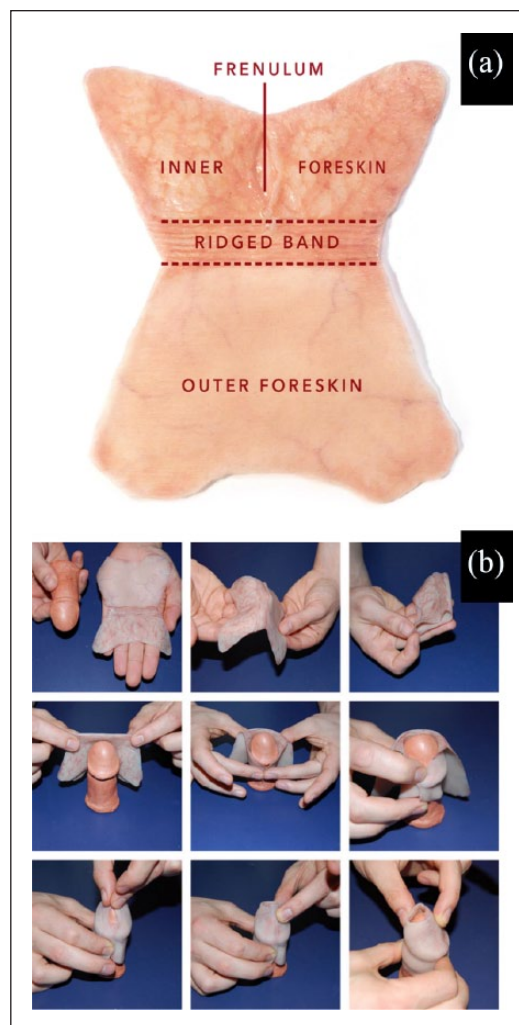 (a)
FRENULUM
INNER FORESKIN
RIDGED BAND
OUTER FORESKIN
(b)